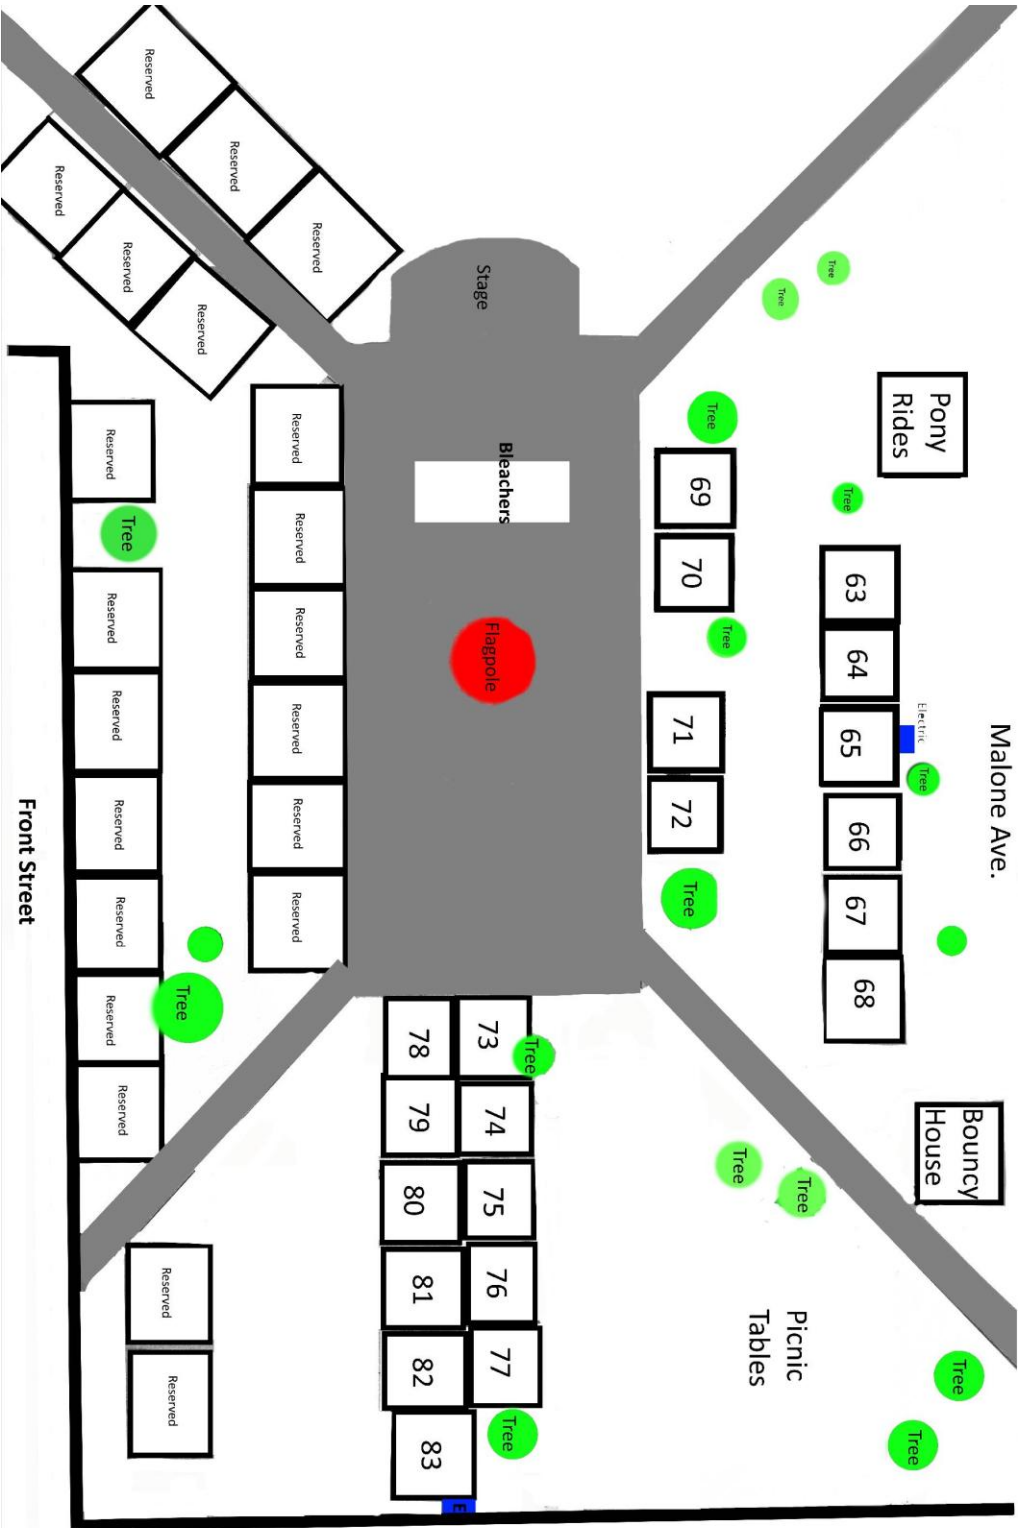 Malone Ave.
Pony
Rides
Tree
Tree
Tree
63
64
65
66
67
68
Electric
Tree
Bouncy
House
Tree
Tree
Tree
69
70
Tree
71
72
Tree
Tree
Tree
Picnic
Tables
Stage
Bleachers
Flagpole
73
74
75
76
77
Tree
Tree
78
79
80
81
82
83
E
Reserved
Reserved
Reserved
Reserved
Reserved
Reserved
Reserved
Reserved
Reserved
Reserved
Reserved
Reserved
Reserved
Tree
Reserved
Reserved
Reserved
Reserved
Reserved
Tree
Reserved
Reserved
Reserved
Front Street